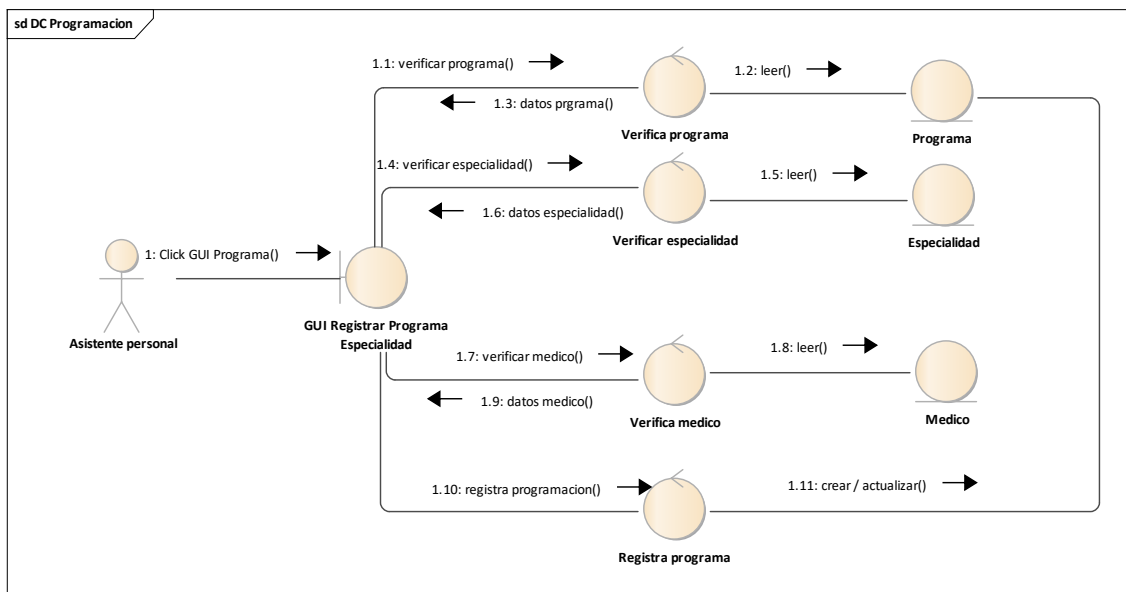 sd DC Programacion
1.1: verificar programa()
1.2: leer()
1.3: datos prgrama()
Verifica programa
Programa
1.4: verificar especialidad()
1.5: leer()
1.6: datos especialidad()
Verificar especialidad
Especialidad
1: Click GUI Programa()
Asistente personal
GUI Registrar Programa
Especialidad
1.7: verificar medico()
1.8: leer()
1.9: datos medico()
Verifica medico
Medico
1.10: registra programacion()
1.11: crear / actualizar()
Registra programa